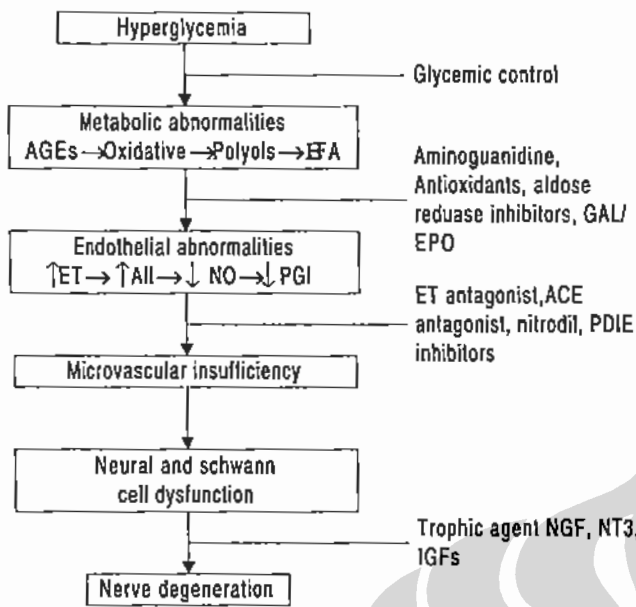 Hyperglycemia
Glycemic control
Metabolic abnormalities
AGEs→Oxidative→Polyols→EFA
Aminoguanidine,
Antioxidants, aldose
reduase inhibitors, GAL/
EPO
Endothelial abnormalities
↑ET→↑AII→↓ NO→↓PGI
ET antagonist,ACE
antagonist, nitrodil, PDIE
inhibitors
Microvascular insufficiency
Neural and schwann
cell dysfunction
Trophic agent NGF, NT3,
IGFs
Nerve degeneration